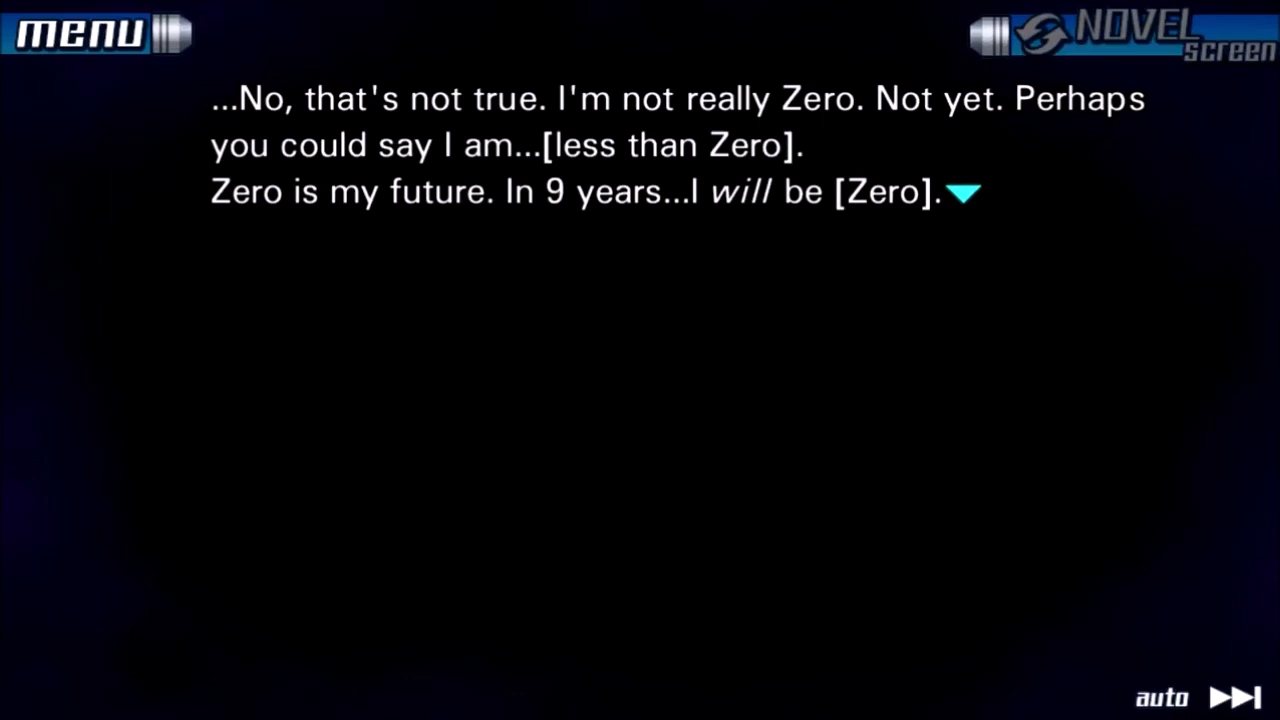 menu
NOVEL
screen
...No, that's not true. I'm not really Zero. Not yet. Perhaps
you could say I am...[less than Zero].
Zero is my future. In 9 years...I will be [Zero].
auto